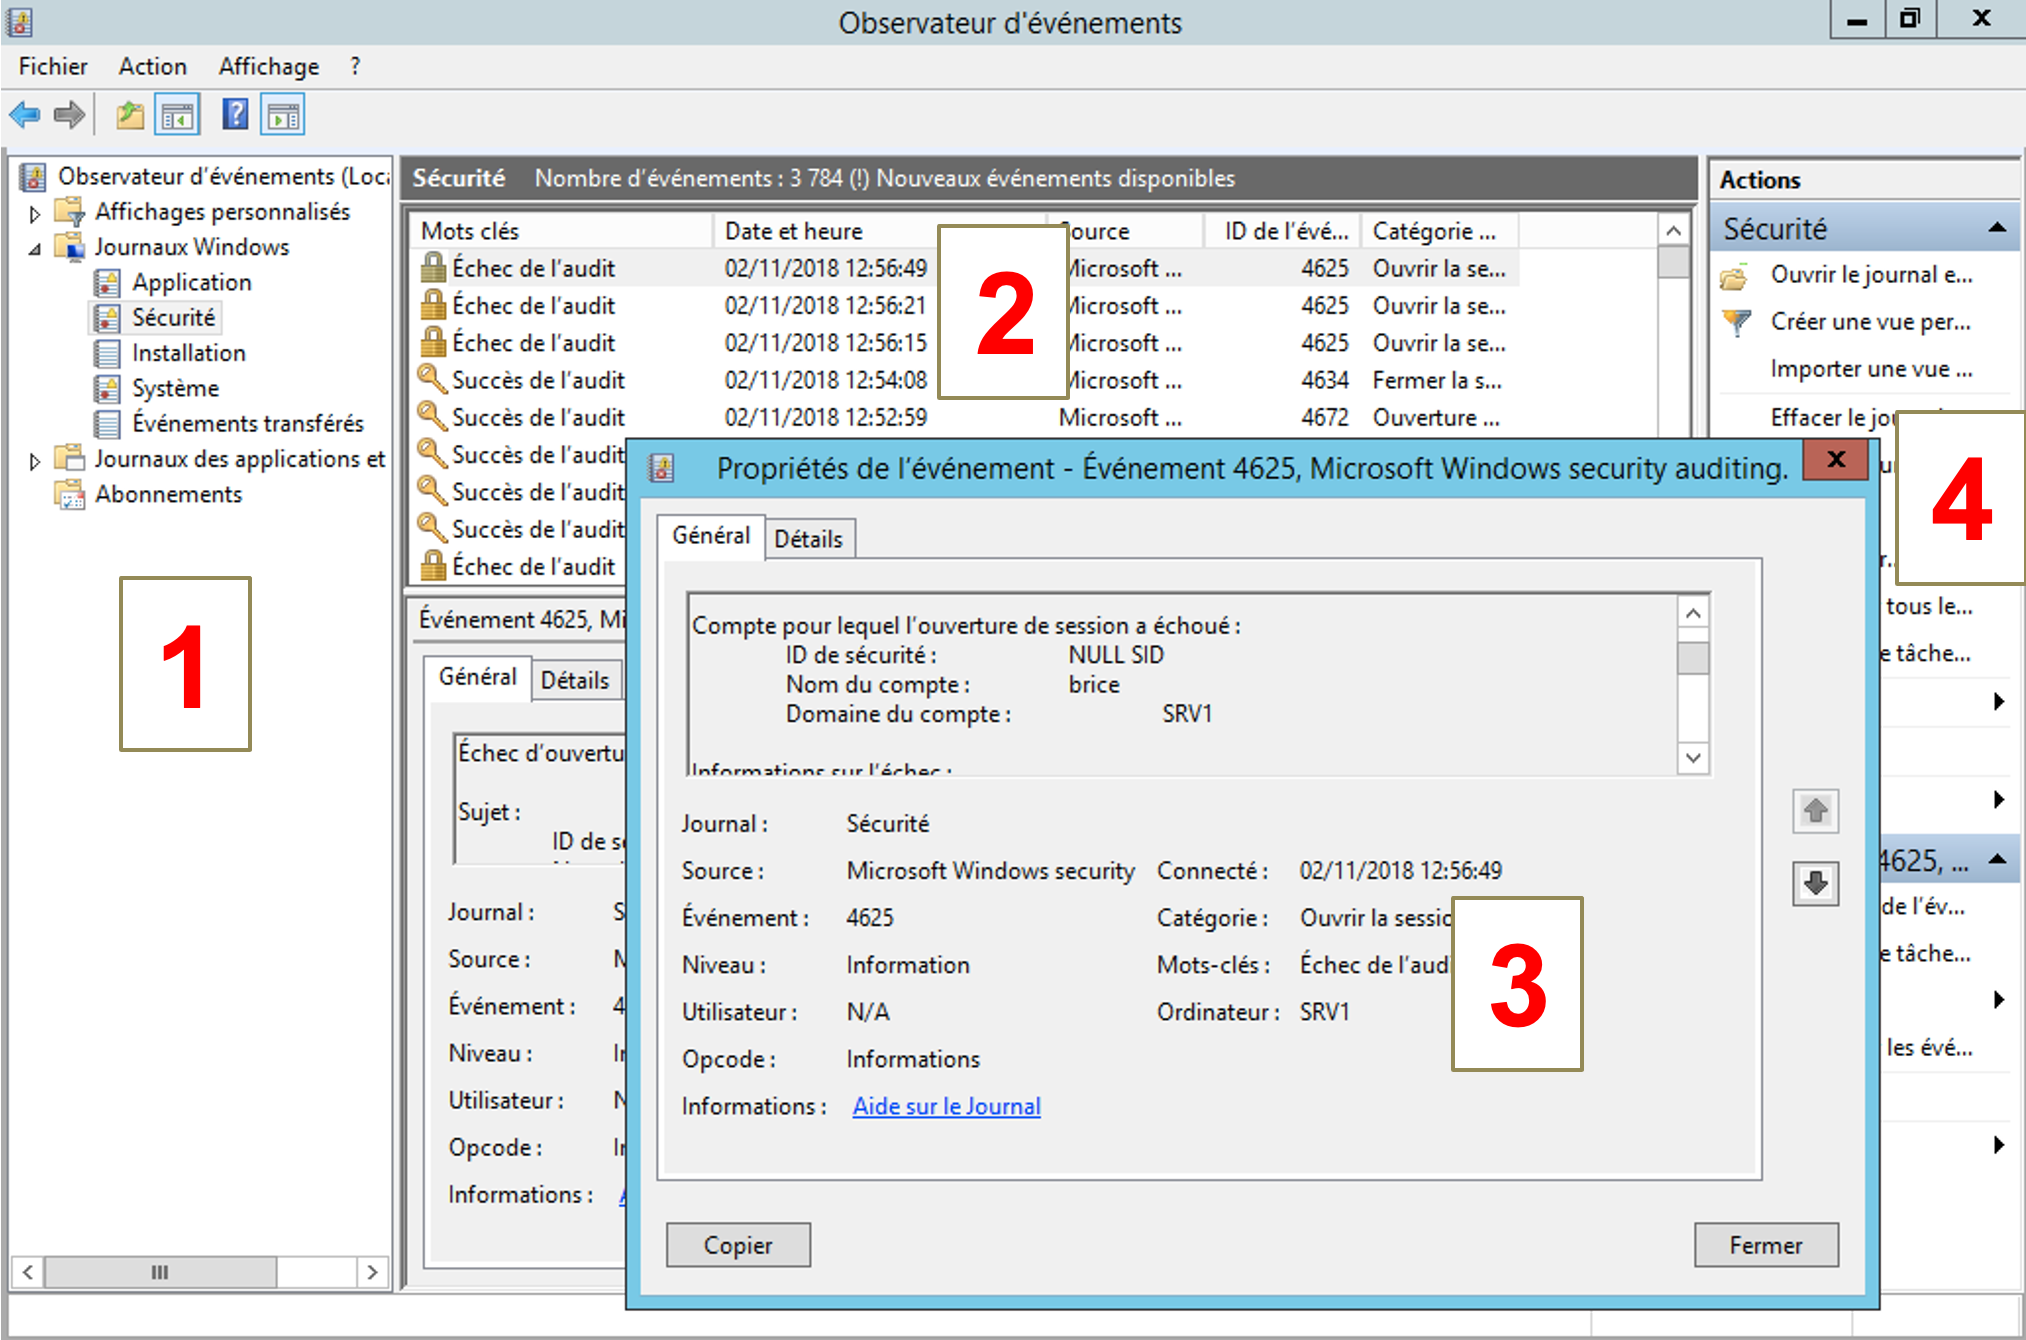 Observateur d'événements
Fichier Action Affichage ?
Observateur d'événements (Loc
Affichages personnalisés
Journaux Windows
Application
Sécurité
Installation
Système
Événements transférés
Journaux des applications et
Abonnements
1
Sécurité Nombre d'événements : 3 784 (!) Nouveaux événements disponibles
Mots clés Date et heure ource ID de l'évé... Catégorie ...
Échec de l'audit 02/11/2018 12:56:49 Microsoft ... 4625 Ouvrir la se...
Échec de l'audit 02/11/2018 12:56:21 Microsoft ... 4625 Ouvrir la se...
Échec de l'audit 02/11/2018 12:56:15 Microsoft ... 4625 Ouvrir la se...
Succès de l'audit 02/11/2018 12:54:08 Microsoft ... 4634 Fermer la s...
Succès de l'audit 02/11/2018 12:52:59 Microsoft ... 4672 Ouverture ...
Succès de l'audit
Succès de l'audit
Succès de l'audit
Échec de l'audit
2
Événement 4625, Mi
Général Détails
Échec d'ouvertu
Sujet :
ID de s
Journal : S
Source : M
Événement : 4
Niveau : I
Utilisateur : N
Opcode : I
Informations : A
Propriétés de l'événement - Événement 4625, Microsoft Windows security auditing.
Général Détails
Compte pour lequel l'ouverture de session a échoué :
ID de sécurité : NULL SID
Nom du compte : brice
Domaine du compte : SRV1
Informations sur l'échec :
Journal : Sécurité
Source : Microsoft Windows security Connecté : 02/11/2018 12:56:49
Événement : 4625 Catégorie : Ouvrir la sessio
Niveau : Information Mots-clés : Échec de l'aud
Utilisateur : N/A Ordinateur : SRV1
Opcode : Informations
Informations : Aide sur le Journal
3
Copier Fermer
Actions
Sécurité
Ouvrir le journal e...
Créer une vue per...
Importer une vue ...
Effacer le jou
4
r..
tous le...
e tâche...
4625, ...
de l'év...
e tâche...
les évé...